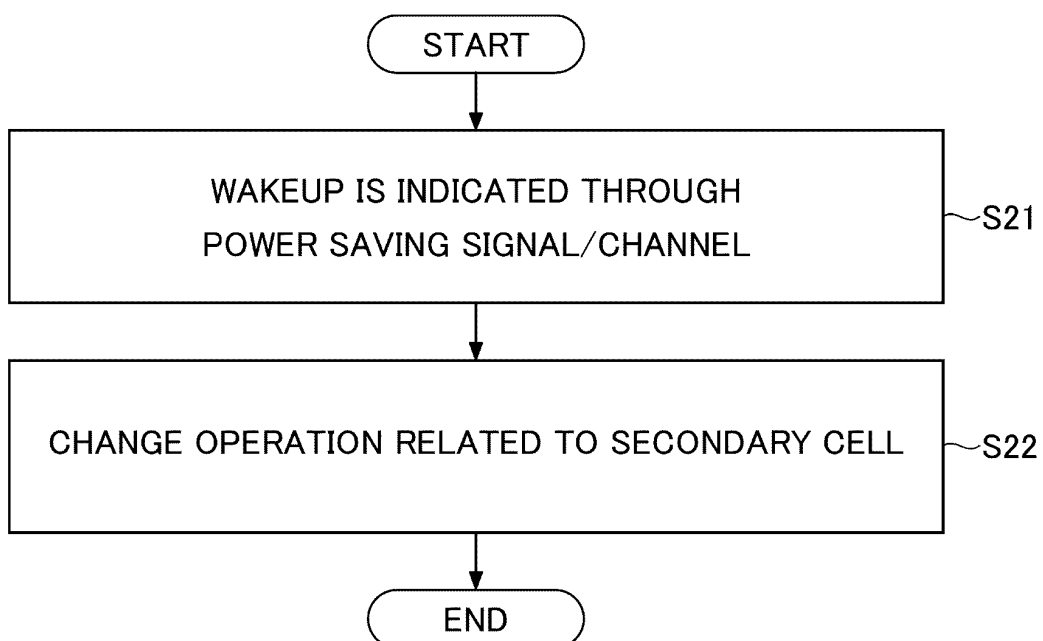 START
WAKEUP IS INDICATED THROUGH
POWER SAVING SIGNAL/CHANNEL
S21
CHANGE OPERATION RELATED TO SECONDARY CELL
S22
END